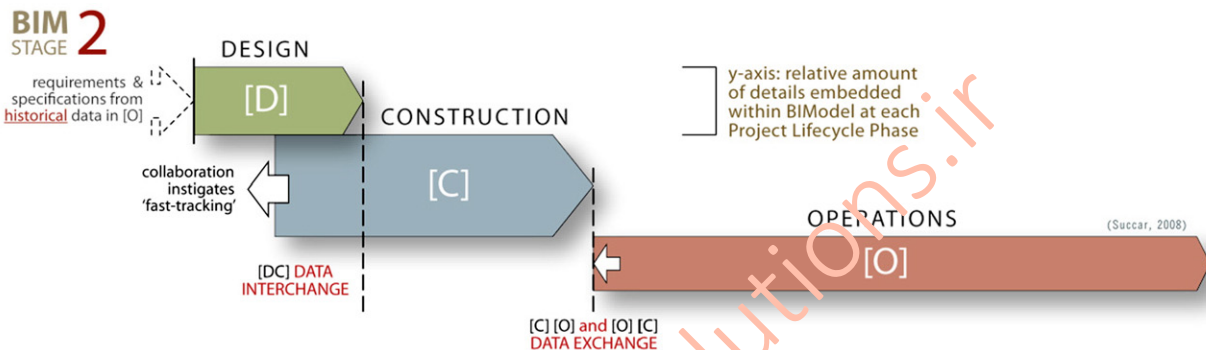 BIM
STAGE 2
DESIGN
requirements &
specifications from
historical data in [O]
[D]
y-axis: relative amount
of details embedded
within BIModel at each
Project Lifecycle Phase
CONSTRUCTION
collaboration
instigates
'fast-tracking'
[C]
OPERATIONS
(Succar, 2008)
[O]
[DC] DATA
INTERCHANGE
[C] [O] and [O] [C]
DATA EXCHANGE